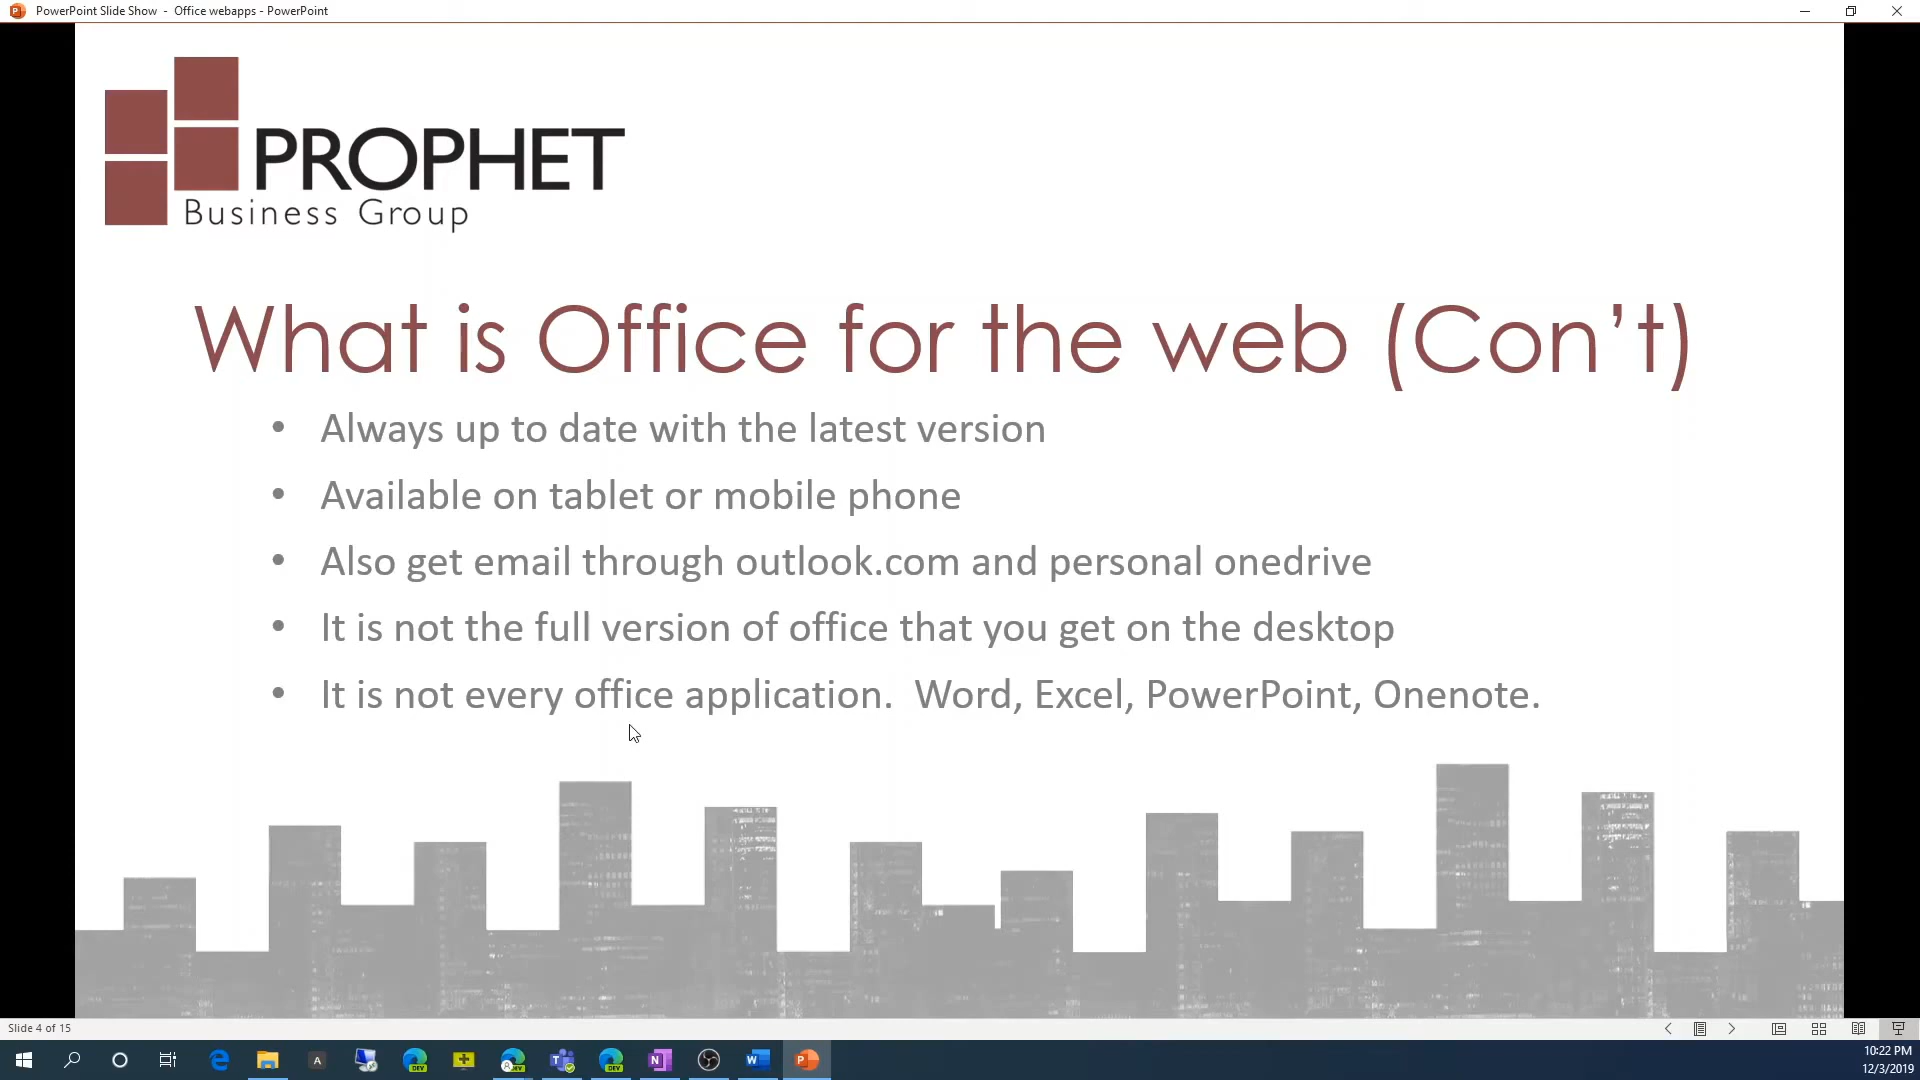 PowerPoint Slide Show - Office webapps - PowerPoint
PROPHET
Business Group
What is Office for the web (Con’t)
• Always up to date with the latest version
• Available on tablet or mobile phone
• Also get email through outlook.com and personal onedrive
• It is not the full version of office that you get on the desktop
• It is not every office application.  Word, Excel, PowerPoint, Onenote.
Slide 4 of 15
10:22 PM
12/3/2019